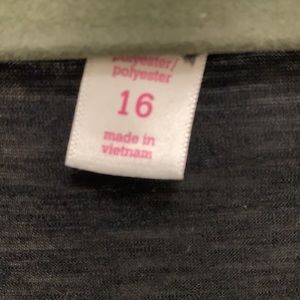 polyester/
polyester
16
made in
vietnam